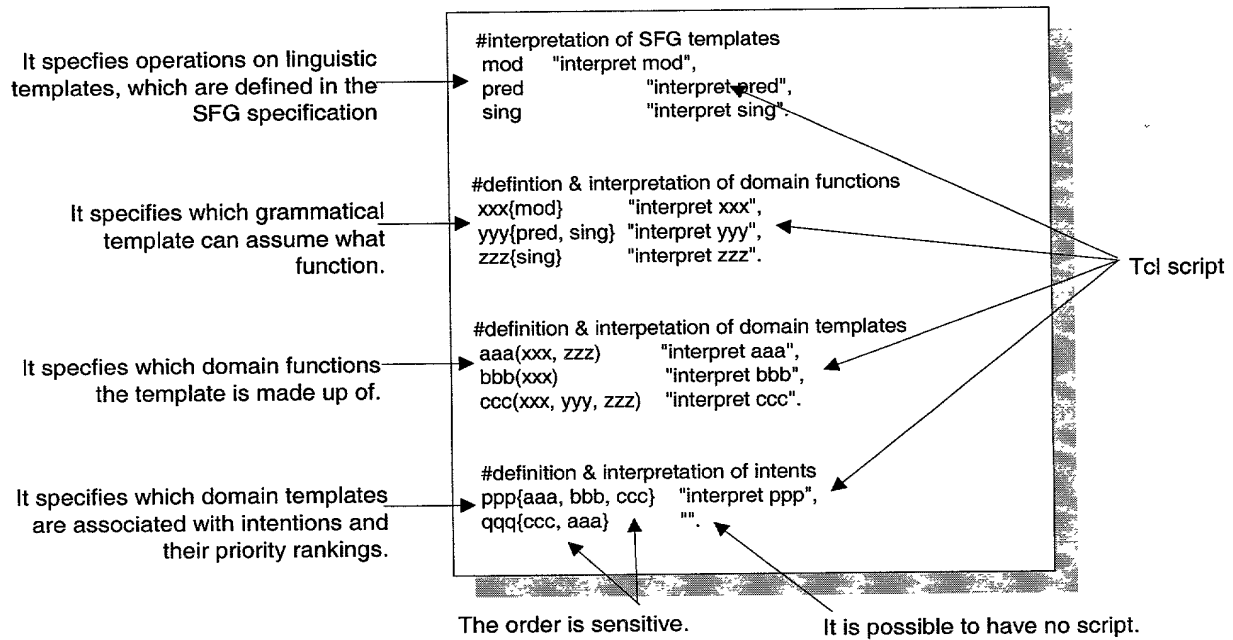 It specfies operations on linguistic
templates, which are defined in the
SFG specification
#interpretation of SFG templates
mod "interpret mod",
pred "interpret pred",
sing "interpret sing".
It specifies which grammatical
template can assume what
function.
#defintion & interpretation of domain functions
xxx{mod} "interpret xxx",
yyy{pred, sing} "interpret yyy",
zzz{sing} "interpret zzz".
Tcl script
It specfies which domain functions
the template is made up of.
#definition & interpetation of domain templates
aaa(xxx, zzz) "interpret aaa",
bbb(xxx) "interpret bbb",
ccc(xxx, yyy, zzz) "interpret ccc".
It specifies which domain templates
are associated with intentions and
their priority rankings.
#definition & interpretation of intents
ppp{aaa, bbb, ccc} "interpret ppp",
qqq{ccc, aaa} "".
The order is sensitive.
It is possible to have no script.